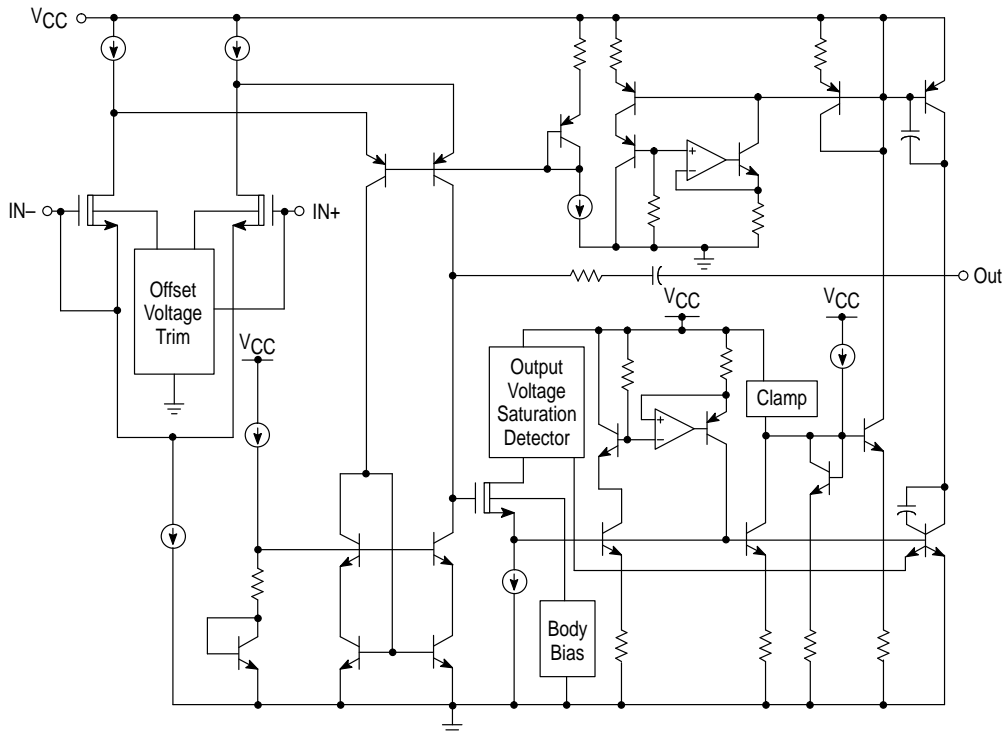 VCC
IN–
IN+
Offset
Voltage
Trim
+
–
Out
VCC
VCC
VCC
Output
Voltage
Saturation
Detector
+
–
Clamp
Body
Bias